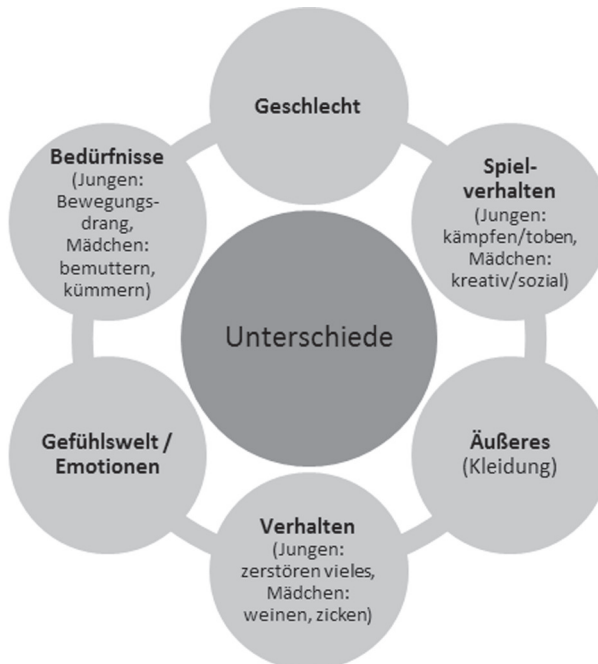 Geschlecht
Spiel-
verhalten
(Jungen:
kämpfen/toben,
Mädchen:
kreativ/sozial)
Äußeres
(Kleidung)
Verhalten
(Jungen:
zerstören vieles,
Mädchen:
weinen, zicken)
Gefühlswelt /
Emotionen
Bedürfnisse
(Jungen:
Bewegungs-
drang,
Mädchen:
bemuttern,
kümmern)
Unterschiede